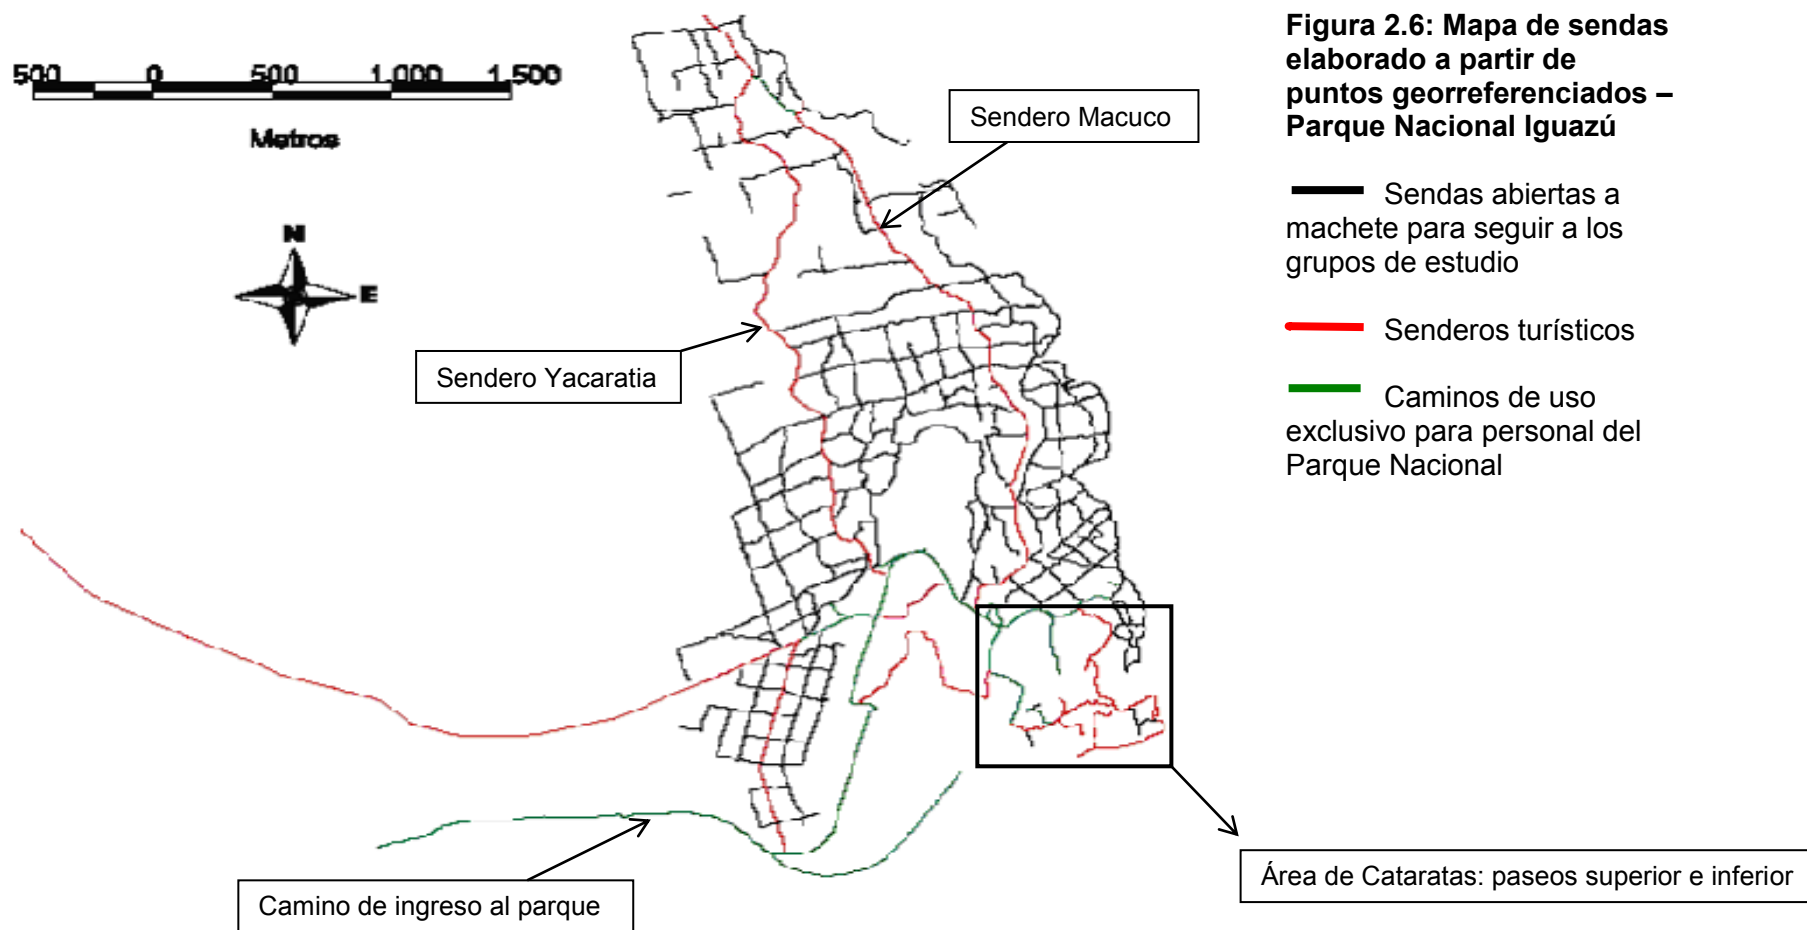 500 0 500 1.000 1.500
Metros
N
E
Figura 2.6: Mapa de sendas
elaborado a partir de
puntos georreferenciados –
Parque Nacional Iguazú
Sendas abiertas a
machete para seguir a los
grupos de estudio
Senderos turísticos
Caminos de uso
exclusivo para personal del
Parque Nacional
Sendero Macuco
Sendero Yacaratia
Camino de ingreso al parque
Área de Cataratas: paseos superior e inferior